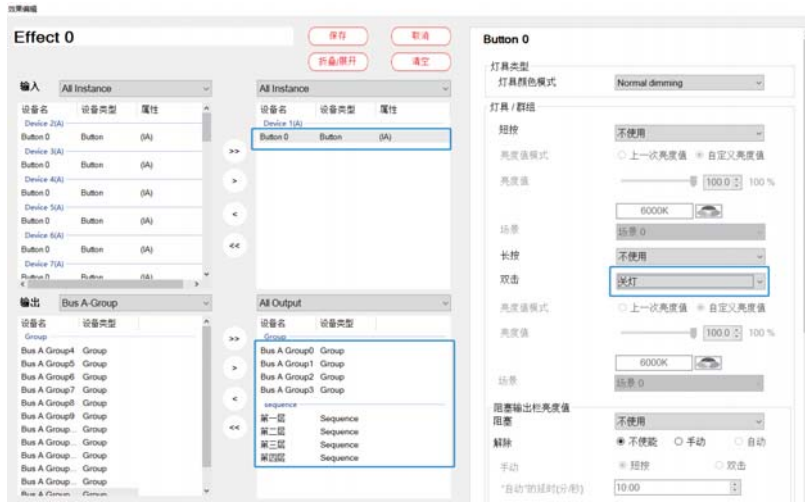 效果编辑
Effect 0
保存
取消
折叠/展开
清空
输入
All Instance
设备名 设备类型 属性
Device 2(A)
Button 0 Button (IA)
Device 3(A)
Button 0 Button (IA)
Device 4(A)
Button 0 Button (IA)
Device 5(A)
Button 0 Button (IA)
Device 6(A)
Button 0 Button (IA)
Device 7(A)
Button 0 Button (IA)
>>
>
<
<<
All Instance
设备名 设备类型 属性
Device 1(A)
Button 0 Button (IA)
输出
Bus A-Group
设备名 设备类型
Group
Bus A Group4 Group
Bus A Group5 Group
Bus A Group6 Group
Bus A Group7 Group
Bus A Group8 Group
Bus A Group9 Group
Bus A Group... Group
Bus A Group... Group
Bus A Group... Group
Bus A Group... Group
Bus A Group... Group
>>
>
<
<<
All Output
设备名 设备类型
Group
Bus A Group0 Group
Bus A Group1 Group
Bus A Group2 Group
Bus A Group3 Group
sequence
第一层 Sequence
第二层 Sequence
第三层 Sequence
第四层 Sequence
Button 0
灯具类型
灯具颜色模式 Normal dimming
灯具 / 群组
短按 不使用
亮度值模式 上一次亮度值 自定义亮度值
亮度值 100.0 100 %
6000K
场景 场景 0
长按 不使用
双击 关灯
亮度值模式 上一次亮度值 自定义亮度值
亮度值 100.0 100 %
6000K
场景 场景 0
阻塞输出栏亮度值
阻塞 不使用
解除 不使能 手动 自动
手动 短按 双击
"自动"的延时(分/秒) 10:00